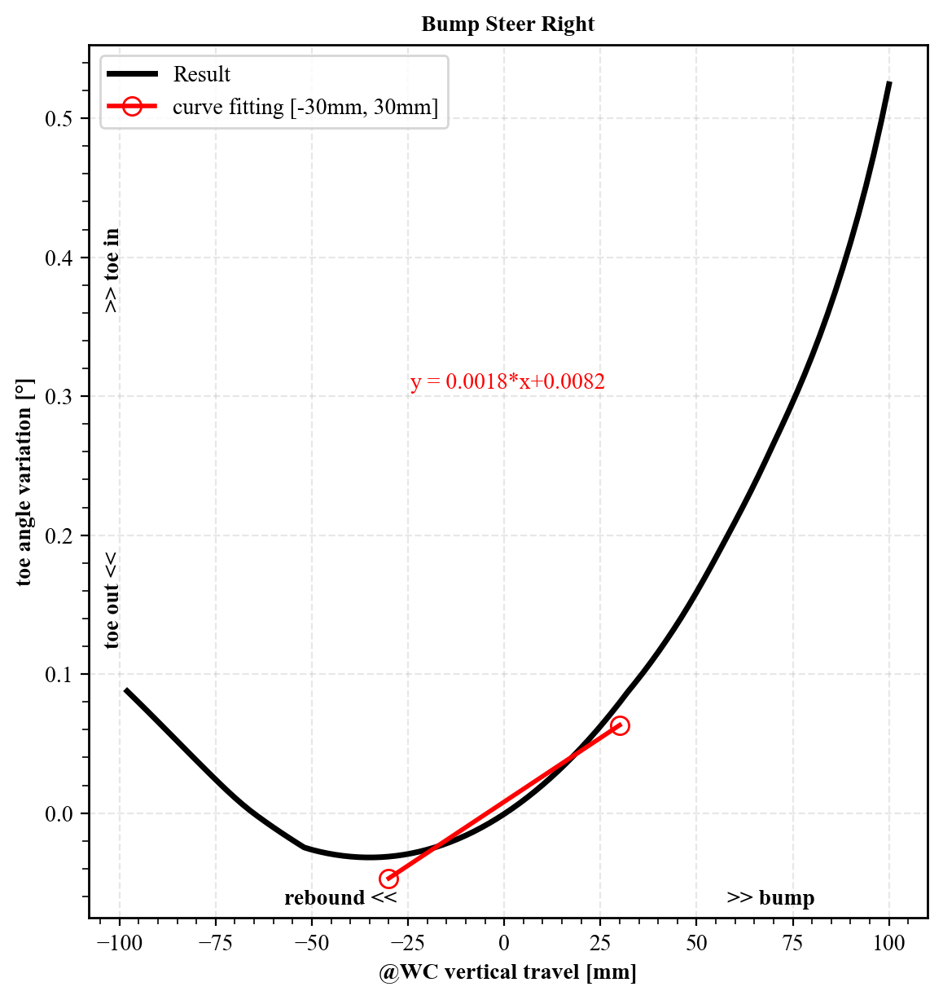 Bump Steer Right
Result
curve fitting [-30mm, 30mm]
0.5
0.4
0.3
0.2
0.1
0.0
toe angle variation [°]
>> toe in
toe out <<
y = 0.0018*x+0.0082
rebound <<
>> bump
−100
−75
−50
−25
0
25
50
75
100
@WC vertical travel [mm]